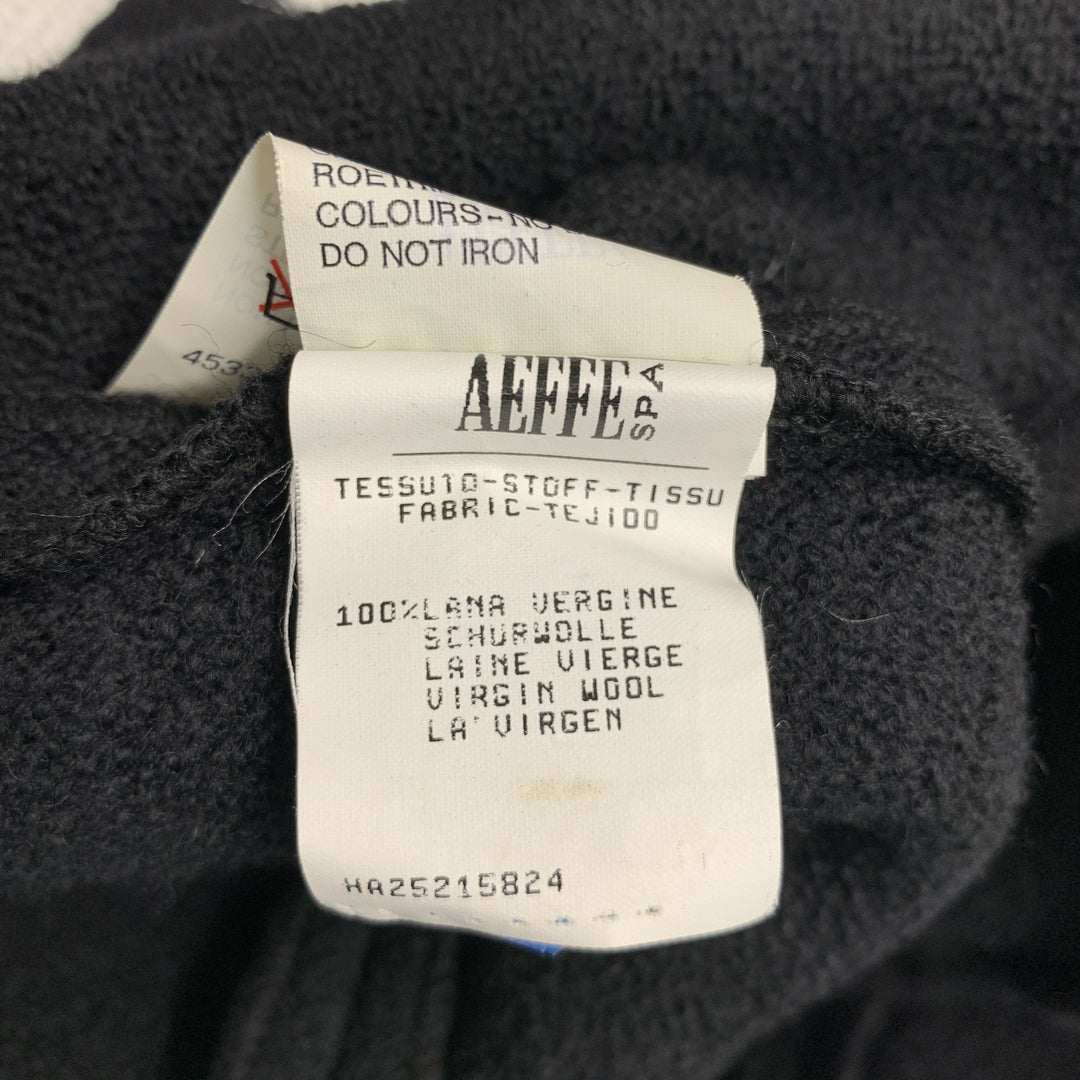 COLOURS-NO
DO NOT IRON
453
AEFFE SPA
TESSUTO-STOFF-TISSU
FABRIC-TEJIDO
100%LANA VERGINE
SCHURWOLLE
LAINE VIERGE
VIRGIN WOOL
LA'VIRGEN
HA25215824